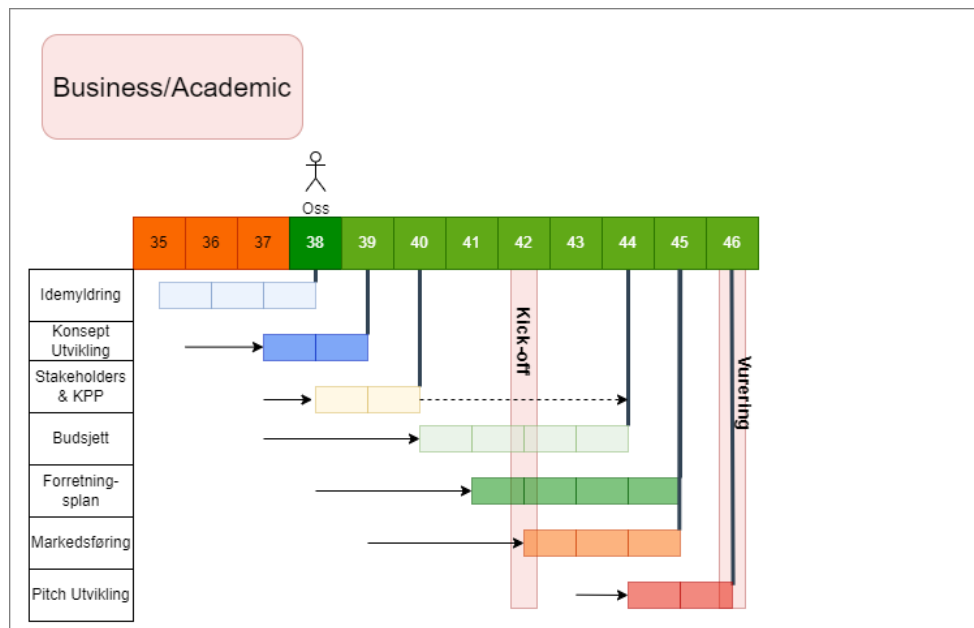 Business/Academic
Oss
35 36 37 38 39 40 41 42 43 44 45 46
Idemyldring
Konsept
Utvikling
Stakeholders
& KPP
Budsjett
Forretning-
splan
Markedsføring
Pitch Utvikling
Kick-off
Vurering